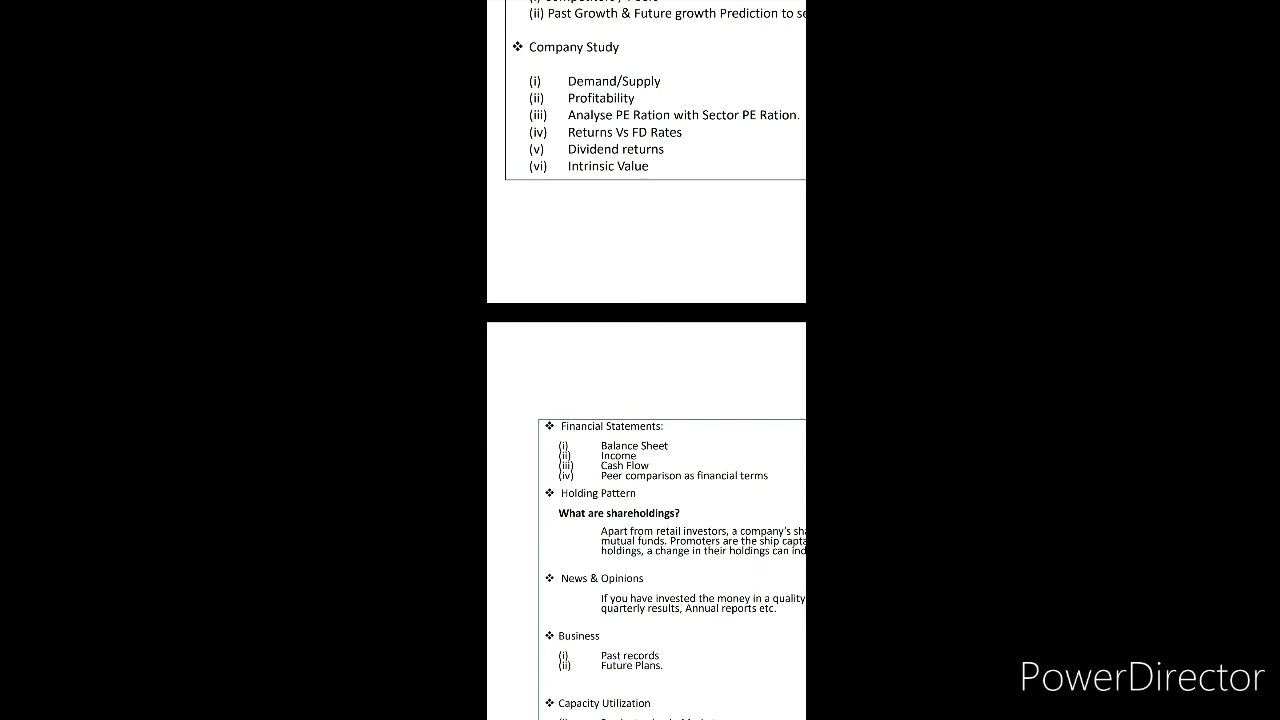 (ii) Past Growth & Future growth Prediction to
❖ Company Study
(i) Demand/Supply
(ii) Profitability
(iii) Analyse PE Ration with Sector PE Ration.
(iv) Returns Vs FD Rates
(v) Dividend returns
(vi) Intrinsic Value
❖ Financial Statements:
(i) Balance Sheet
(ii) Income
(iii) Cash Flow
(iv) Peer comparison as financial terms
❖ Holding Pattern
What are shareholdings?
Apart from retail investors, a company's
mutual funds. Promoters are the ship
holdings, a change in their holdings can
❖ News & Opinions
If you have invested the money in a quality
quarterly results, Annual reports etc.
❖ Business
(i) Past records
(ii) Future Plans.
❖ Capacity Utilization
PowerDirector